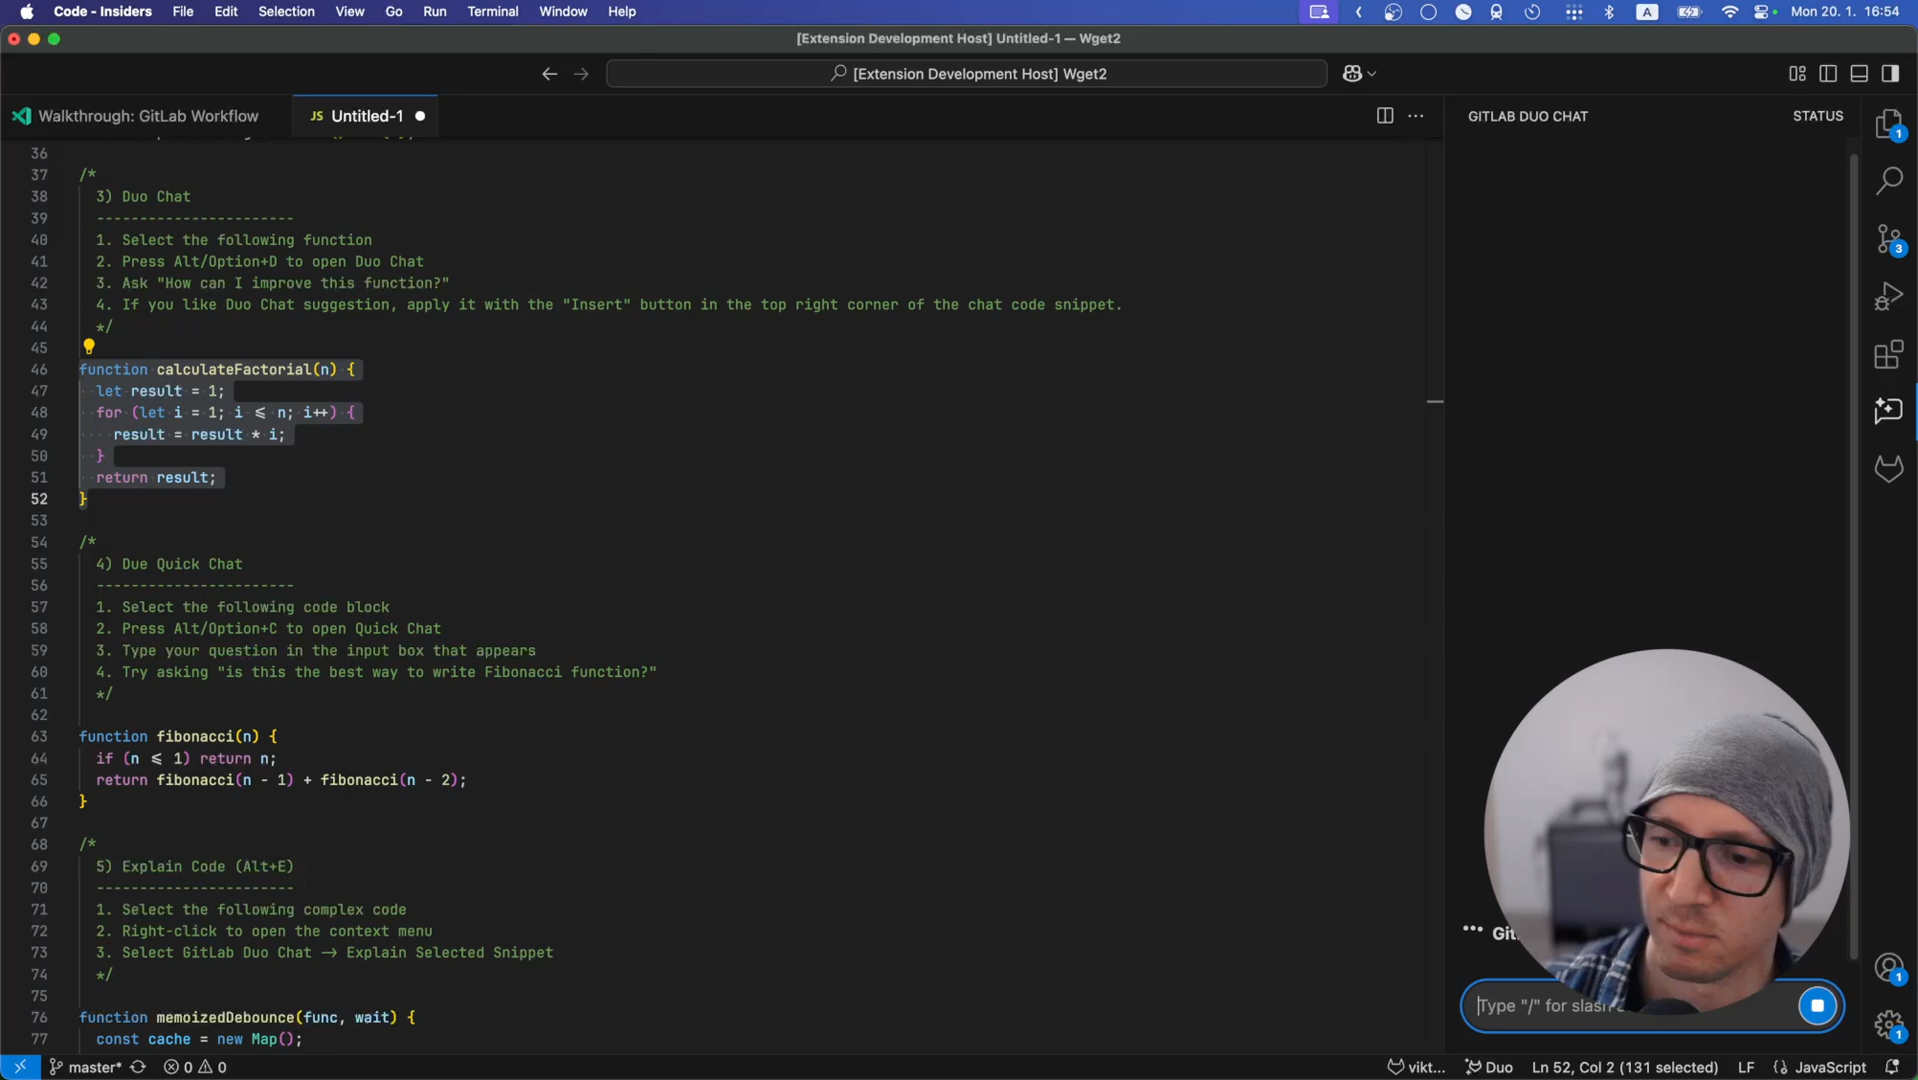 Code - Insiders File Edit Selection View Go Run Terminal Window Help A Mon 20. 1. 16:54
[Extension Development Host] Untitled-1 — Wget2
[Extension Development Host] Wget2
Walkthrough: GitLab Workflow JS Untitled-1
GITLAB DUO CHAT STATUS
36
37 /*
38 3) Duo Chat
39 -----------------------
40 1. Select the following function
41 2. Press Alt/Option+D to open Duo Chat
42 3. Ask "How can I improve this function?"
43 4. If you like Duo Chat suggestion, apply it with the "Insert" button in the top right corner of the chat code snippet.
44 */
45
46 function calculateFactorial(n) {
47 let result = 1;
48 for (let i = 1; i <= n; i++) {
49 result = result * i;
50 }
51 return result;
52 }
53
54 /*
55 4) Due Quick Chat
56 -----------------------
57 1. Select the following code block
58 2. Press Alt/Option+C to open Quick Chat
59 3. Type your question in the input box that appears
60 4. Try asking "is this the best way to write Fibonacci function?"
61 */
62
63 function fibonacci(n) {
64 if (n <= 1) return n;
65 return fibonacci(n - 1) + fibonacci(n - 2);
66 }
67
68 /*
69 5) Explain Code (Alt+E)
70 -----------------------
71 1. Select the following complex code
72 2. Right-click to open the context menu
73 3. Select GitLab Duo Chat -> Explain Selected Snippet
74 */
75
76 function memoizedDebounce(func, wait) {
77 const cache = new Map();
1
3
Type "/" for slash
1
1
master* 0 0 vikt... Duo Ln 52, Col 2 (131 selected) LF JavaScript